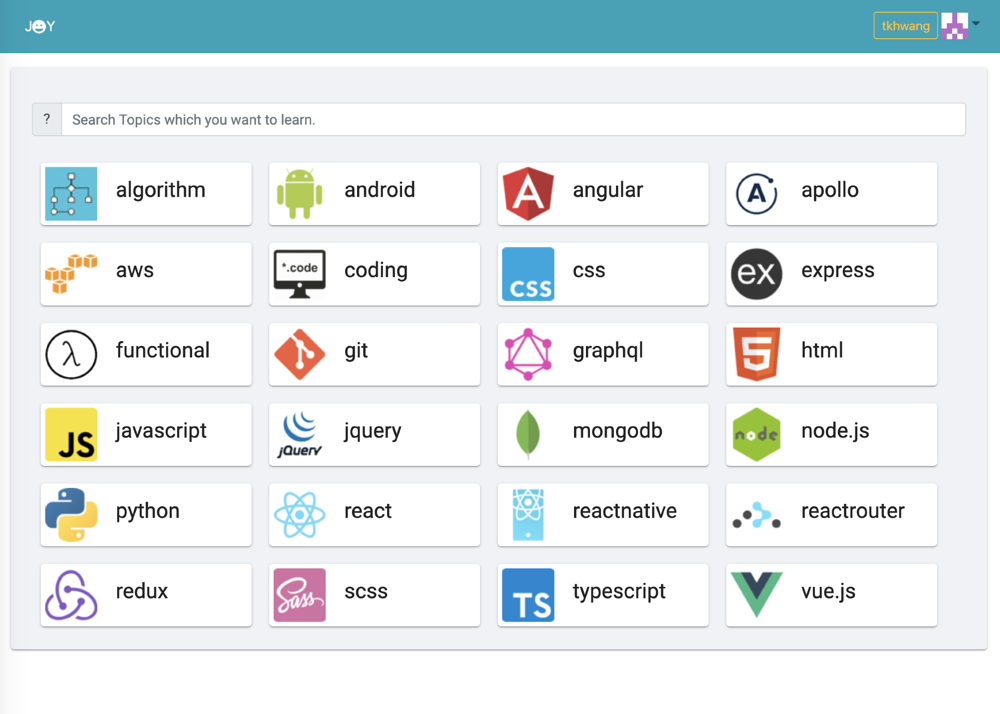 JOY
tkhwang
? Search Topics which you want to learn.
algorithm android A angular A apollo
aws *.code coding CSS css ex express
λ functional git graphql 5 html
JS javascript jQuery jquery mongodb node node.js
python react reactnative reactrouter
redux Sass scss TS typescript vue.js